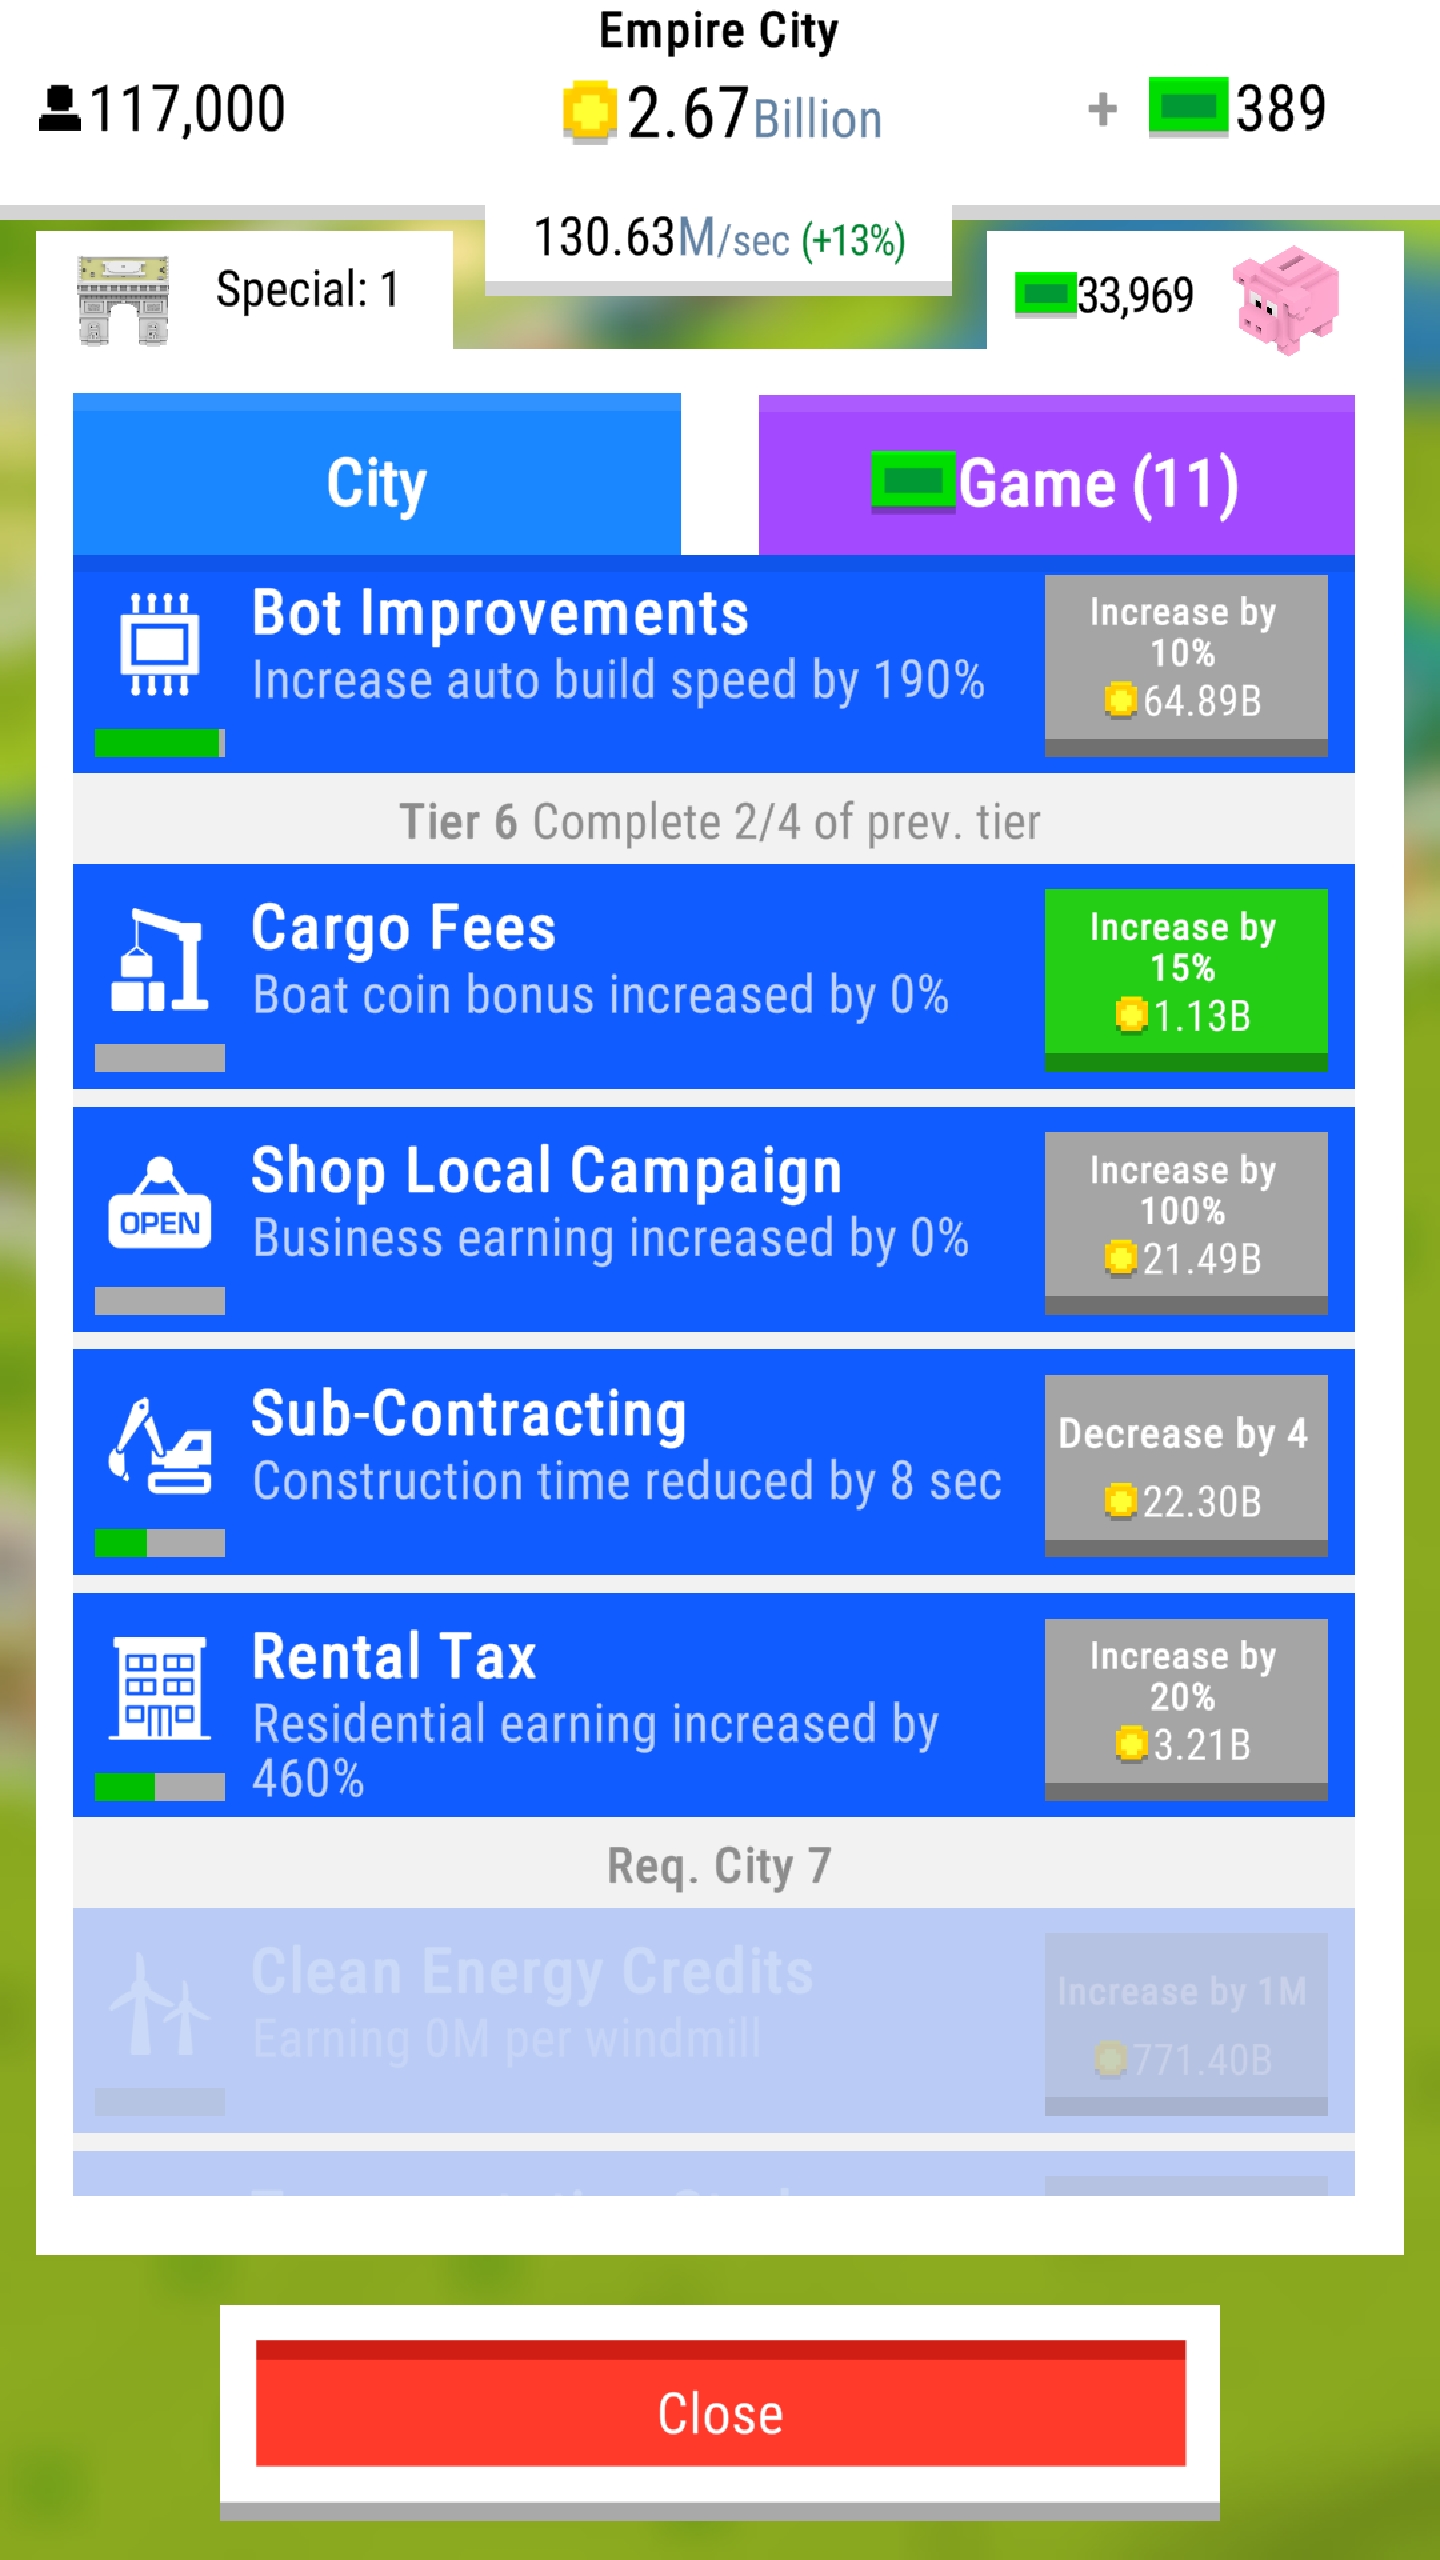 Empire City
117,000
2.67Billion
+ 389
130.63M/sec (+13%)
Special: 1
33,969
City
Game (11)
Bot Improvements
Increase auto build speed by 190%
Increase by
10%
64.89B
Tier 6 Complete 2/4 of prev. tier
Cargo Fees
Boat coin bonus increased by 0%
Increase by
15%
1.13B
Shop Local Campaign
Business earning increased by 0%
OPEN
Increase by
100%
21.49B
Sub-Contracting
Construction time reduced by 8 sec
Decrease by 4
22.30B
Rental Tax
Residential earning increased by
460%
Increase by
20%
3.21B
Req. City 7
Clean Energy Credits
Earning 0M per windmill
Increase by 1M
771.40B
Close